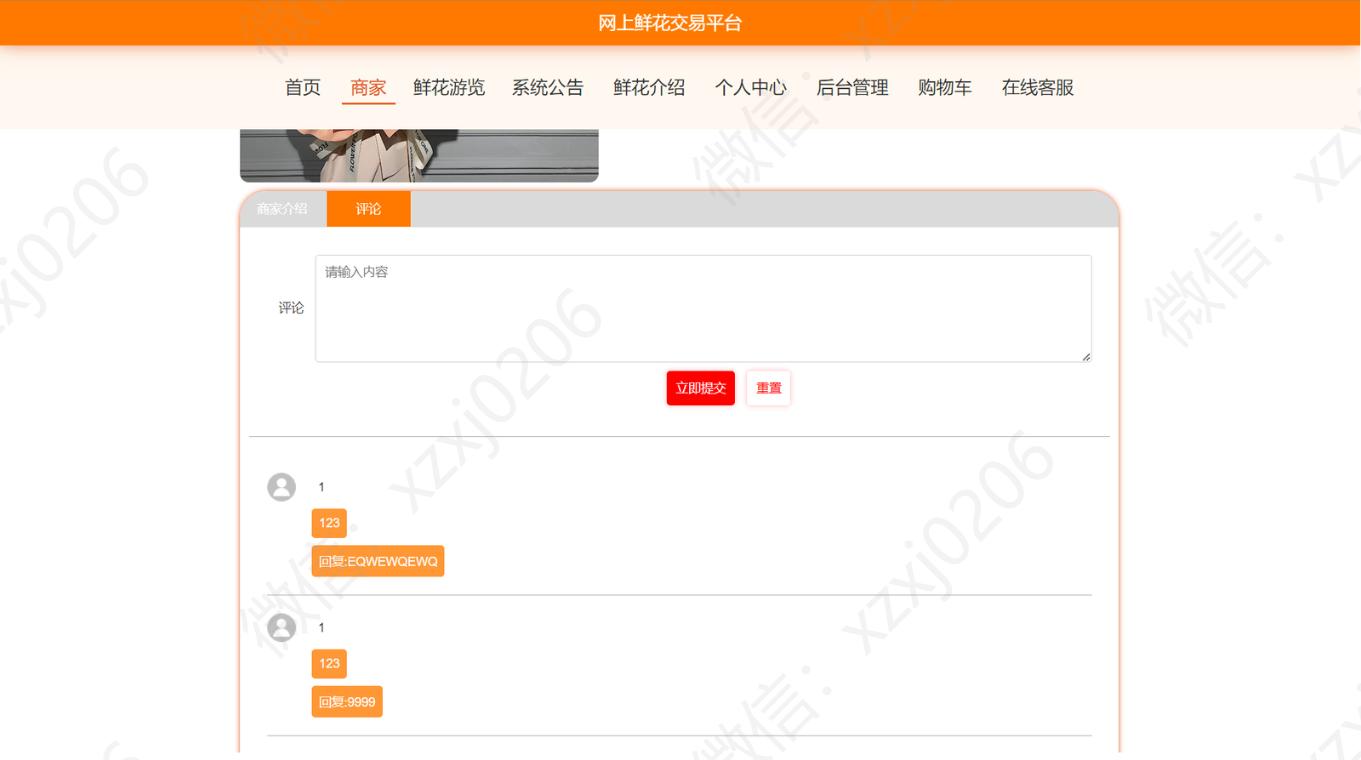 网上鲜花交易平台
首页 商家 鲜花游览 系统公告 鲜花介绍 个人中心 后台管理 购物车 在线客服
商家介绍 评论
请输入内容
评论
立即提交 重置
1
123
回复:EQWEWQEWQ
1
123
回复:9999
微信：xzxj0206
微信：xzxj0206